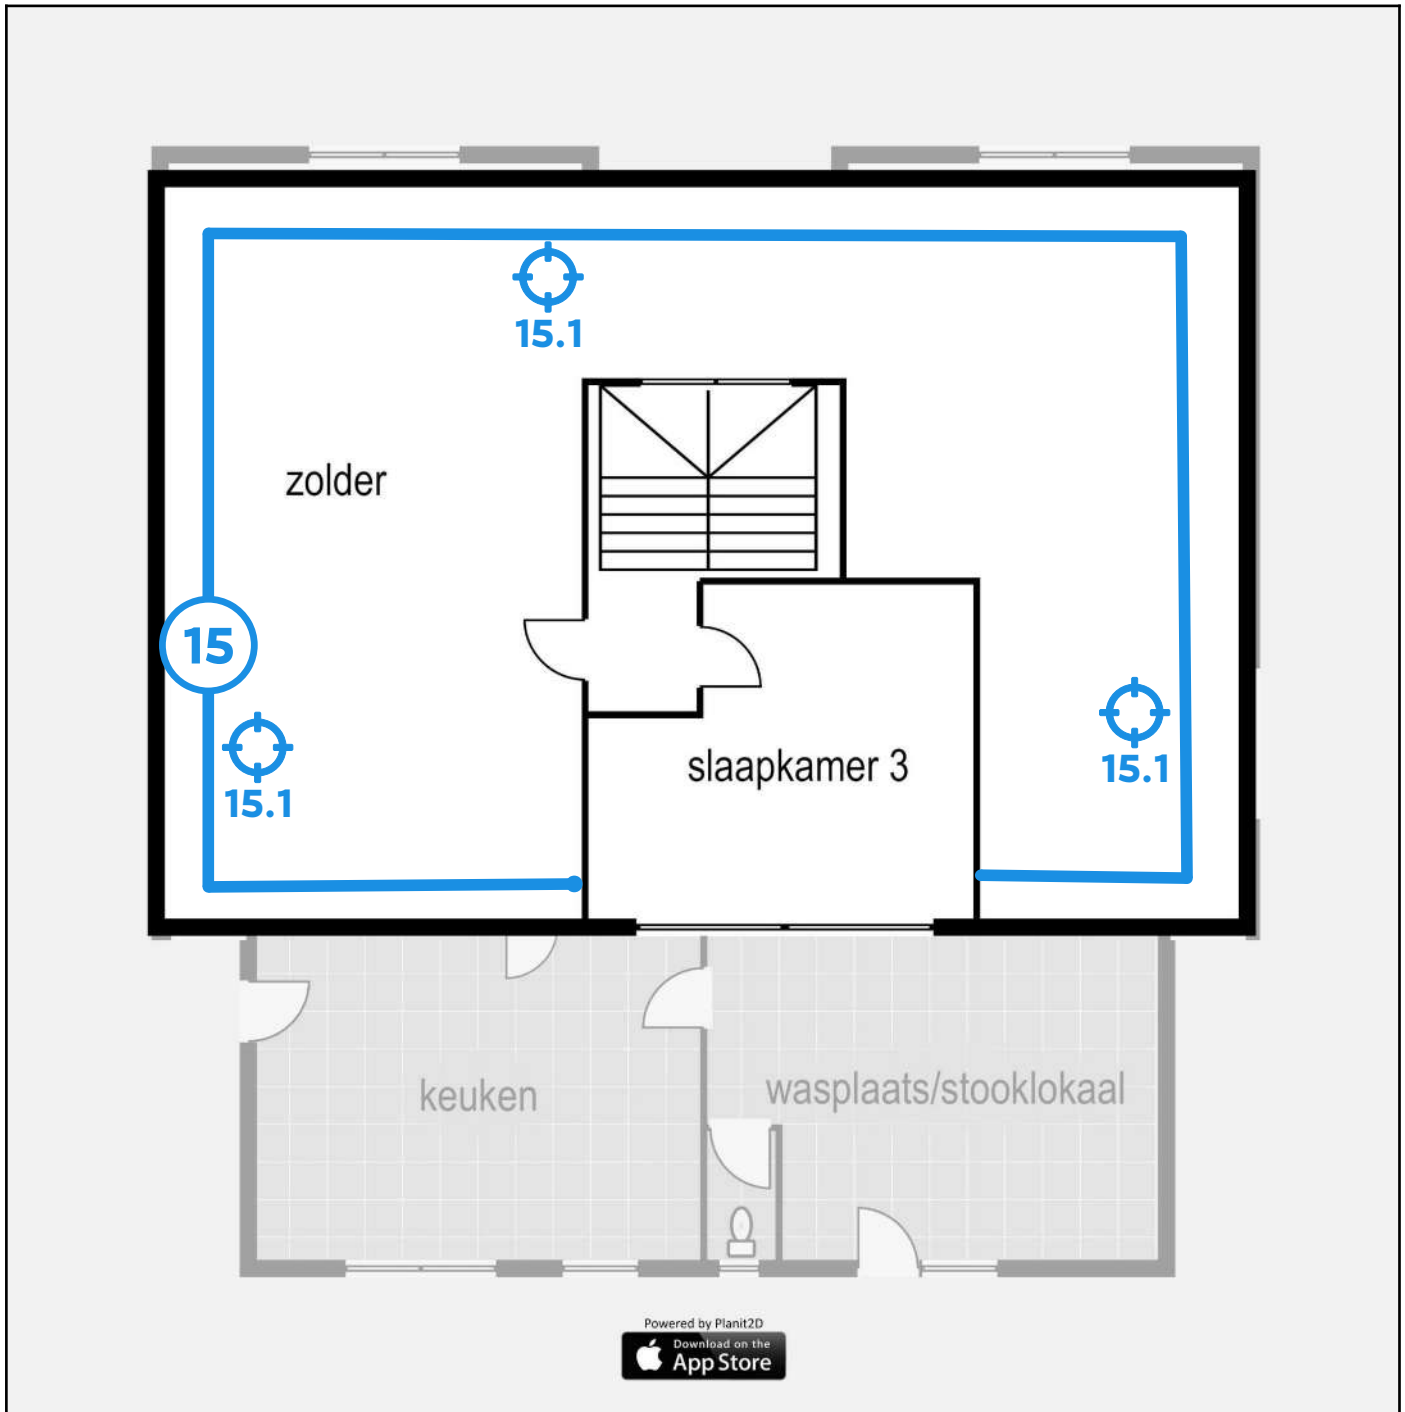 15.1
zolder
15
slaapkamer 3
15.1
15.1
keuken
wasplaats/stooklokaal
Powered by Planit2D
Download on the
App Store